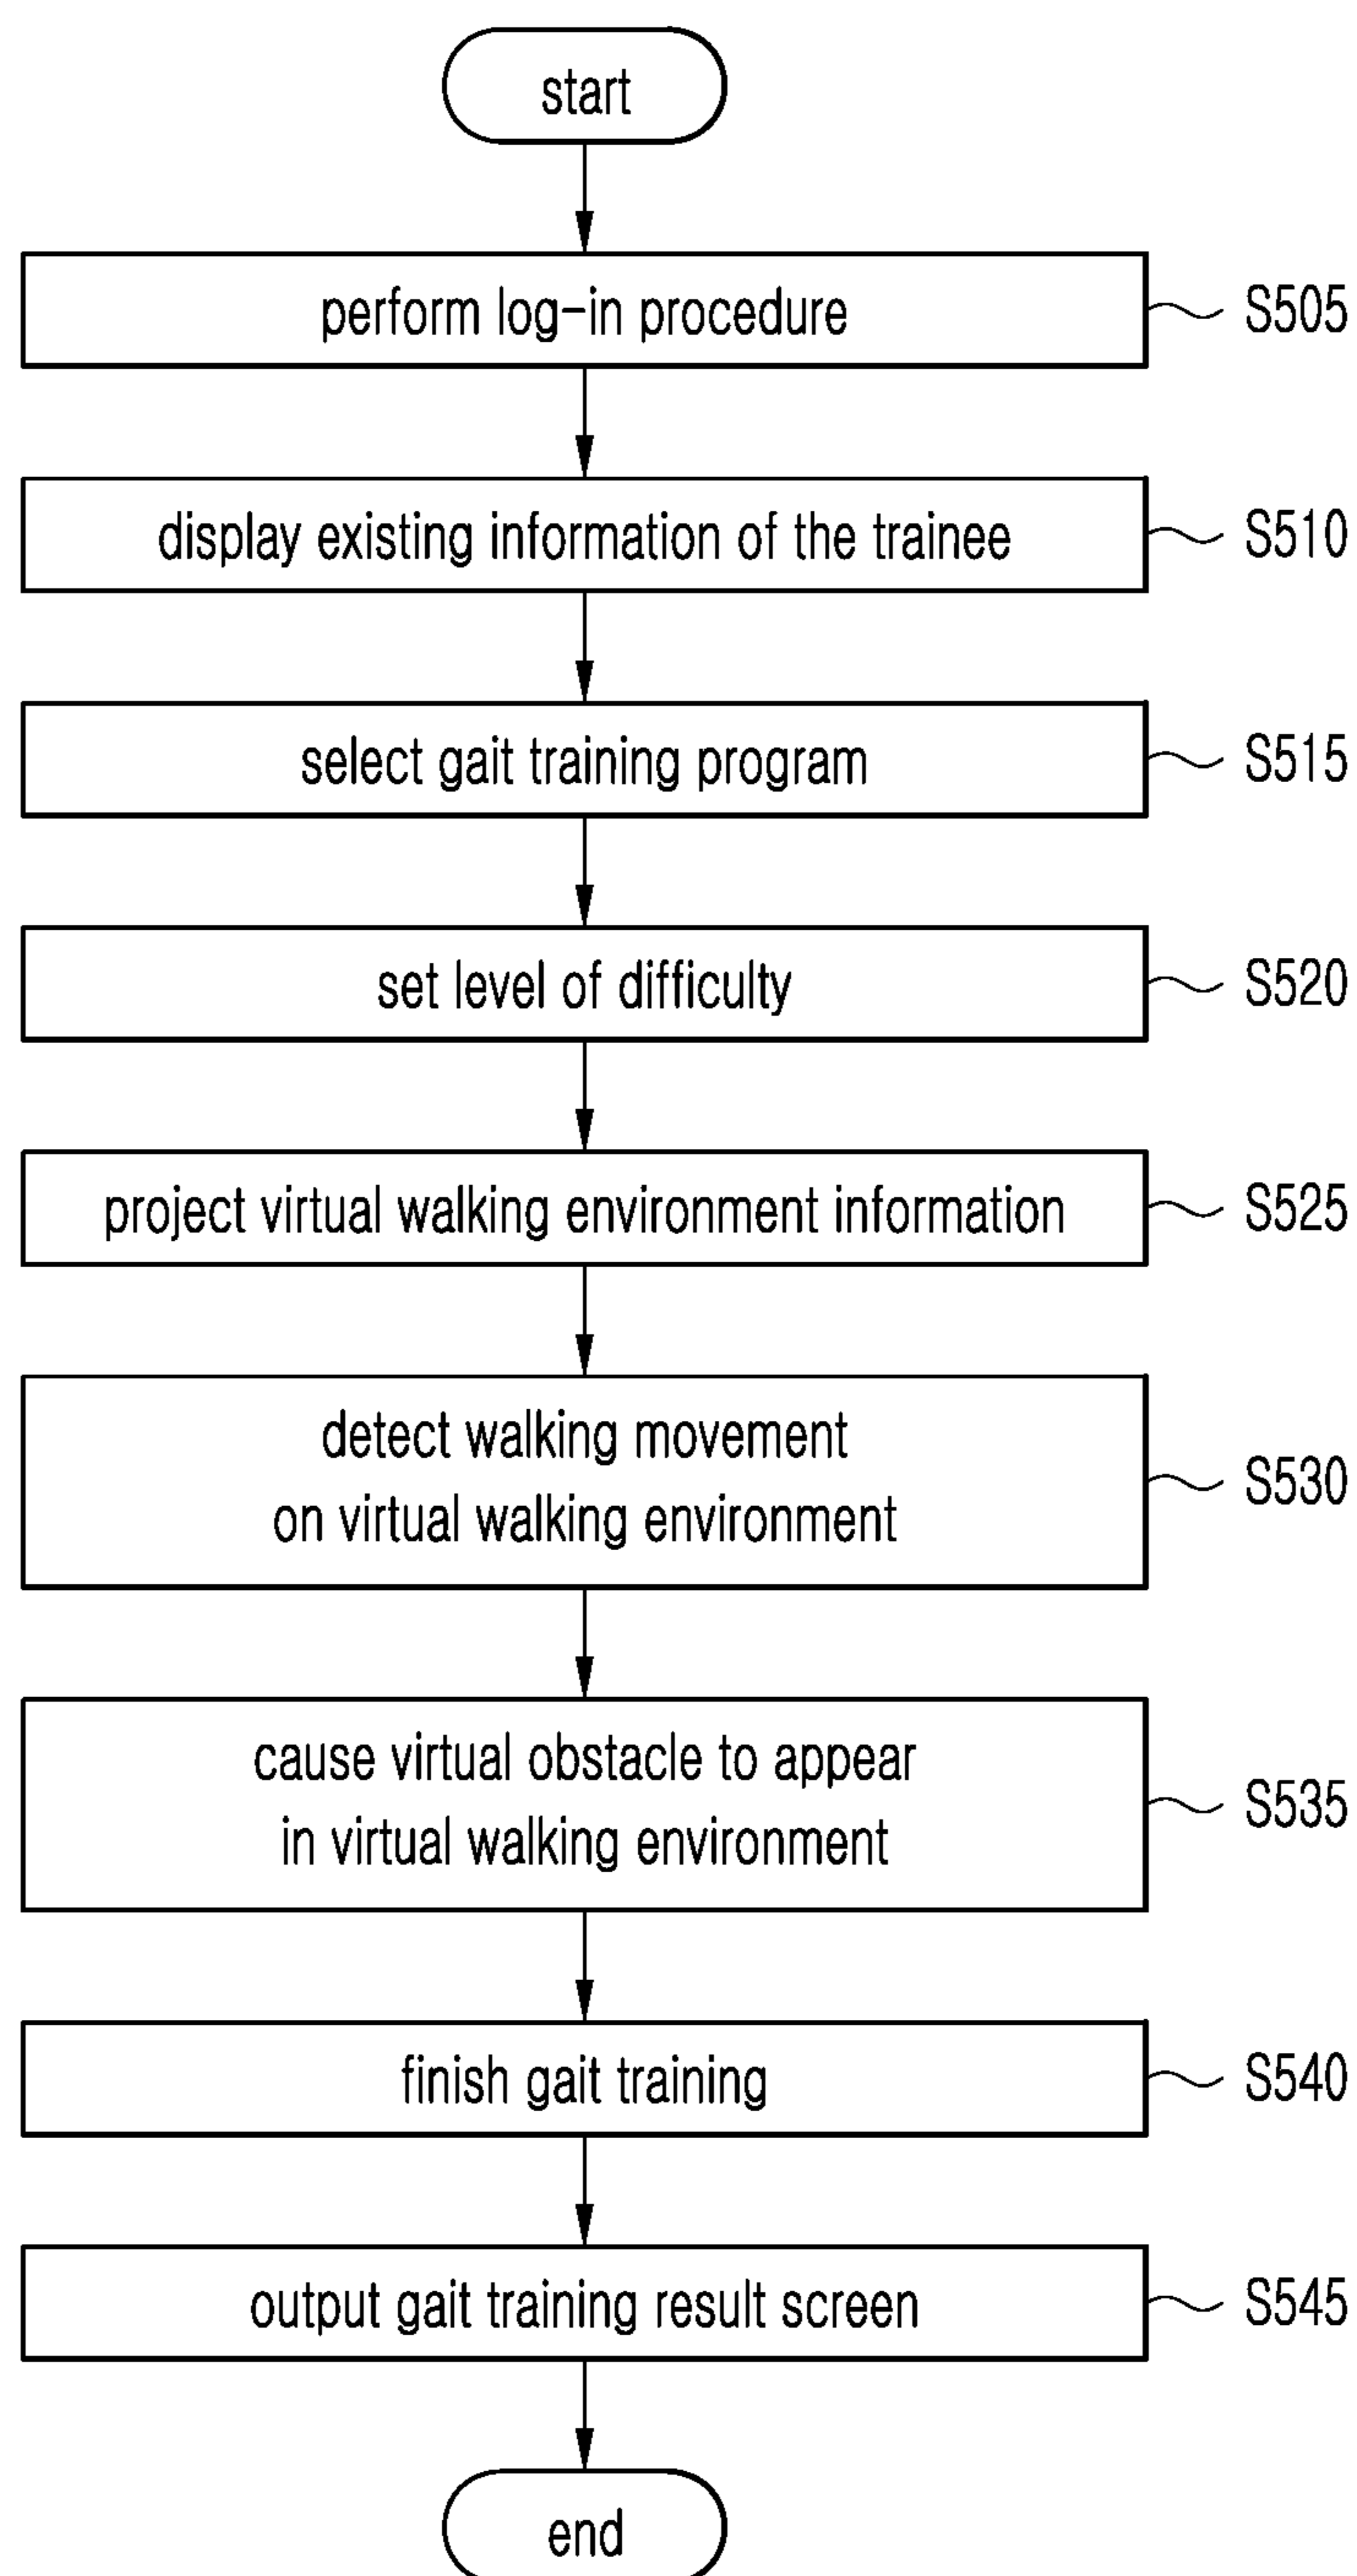 start
perform log-in procedure
S505
display existing information of the trainee
S510
select gait training program
S515
set level of difficulty
S520
project virtual walking environment information
S525
detect walking movement
on virtual walking environment
S530
cause virtual obstacle to appear
in virtual walking environment
S535
finish gait training
S540
output gait training result screen
S545
end